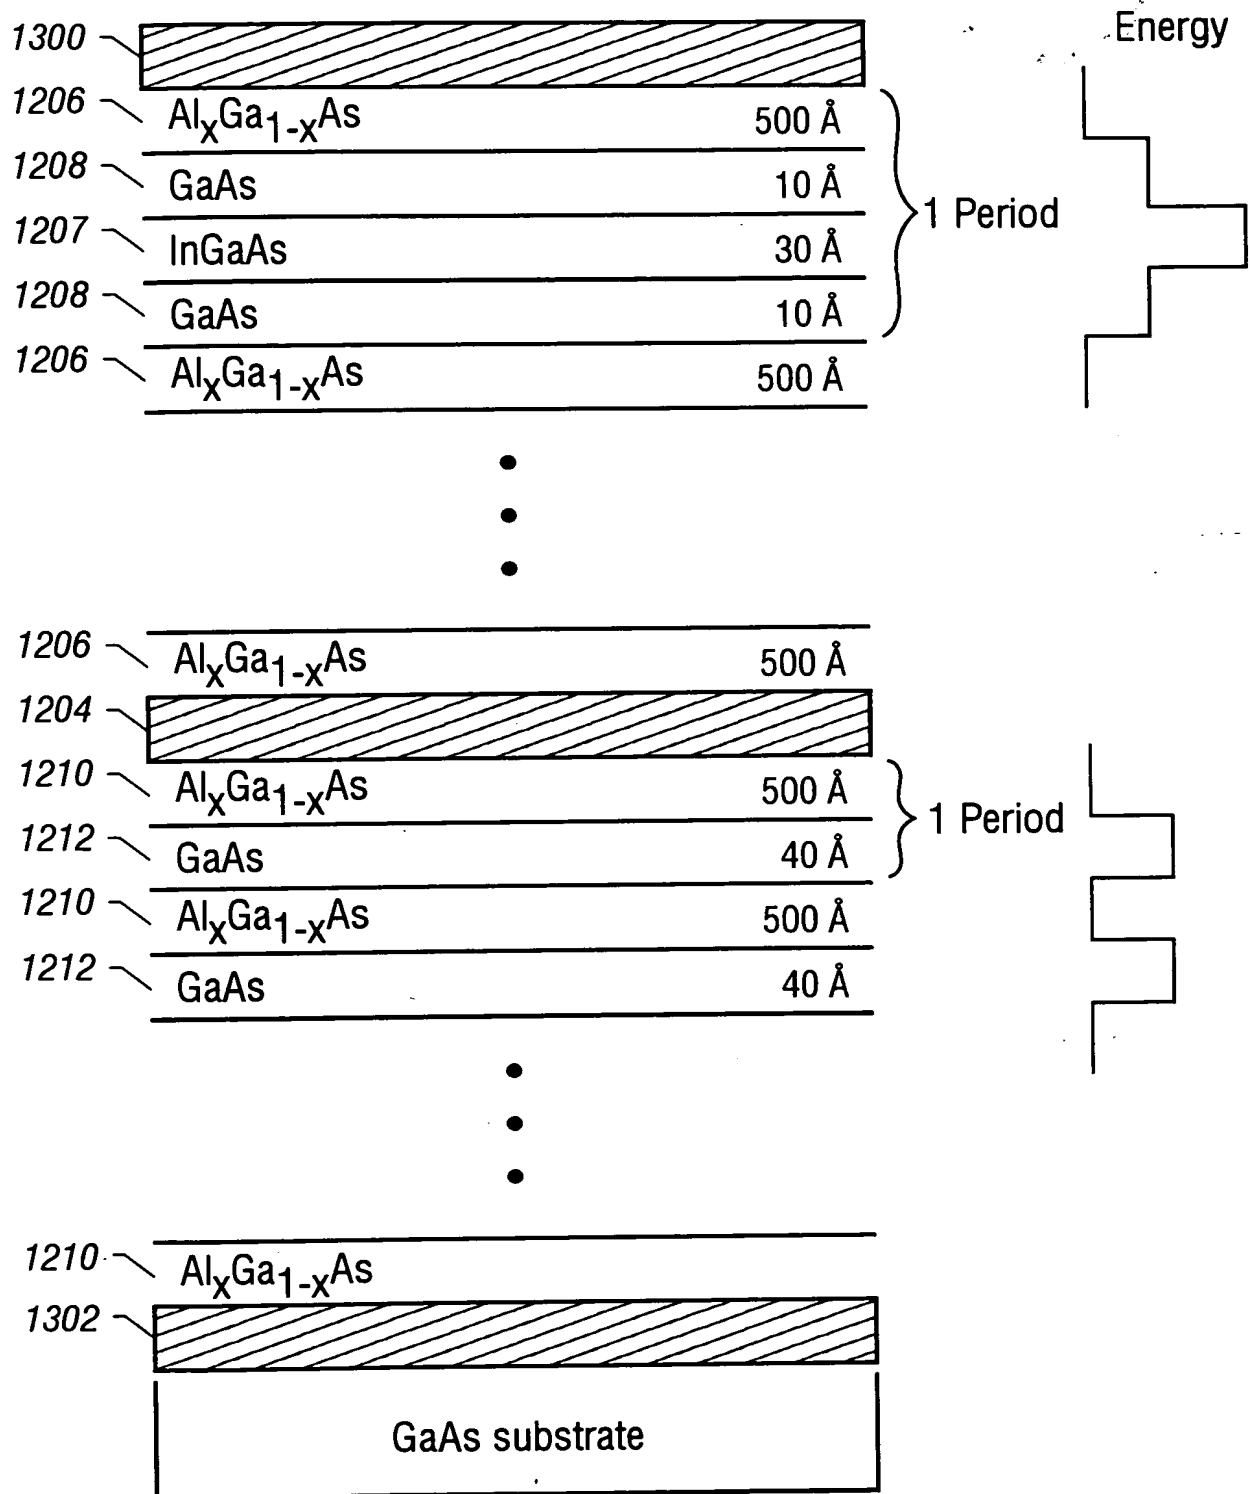 Energy
1300
1206 AlxGa1-xAs 500 Å
1208 GaAs 10 Å
1 Period
1207 InGaAs 30 Å
1208 GaAs 10 Å
1206 AlxGa1-xAs 500 Å
1206 AlxGa1-xAs 500 Å
1204
1210 AlxGa1-xAs 500 Å
1 Period
1212 GaAs 40 Å
1210 AlxGa1-xAs 500 Å
1212 GaAs 40 Å
1210 AlxGa1-xAs
1302
GaAs substrate